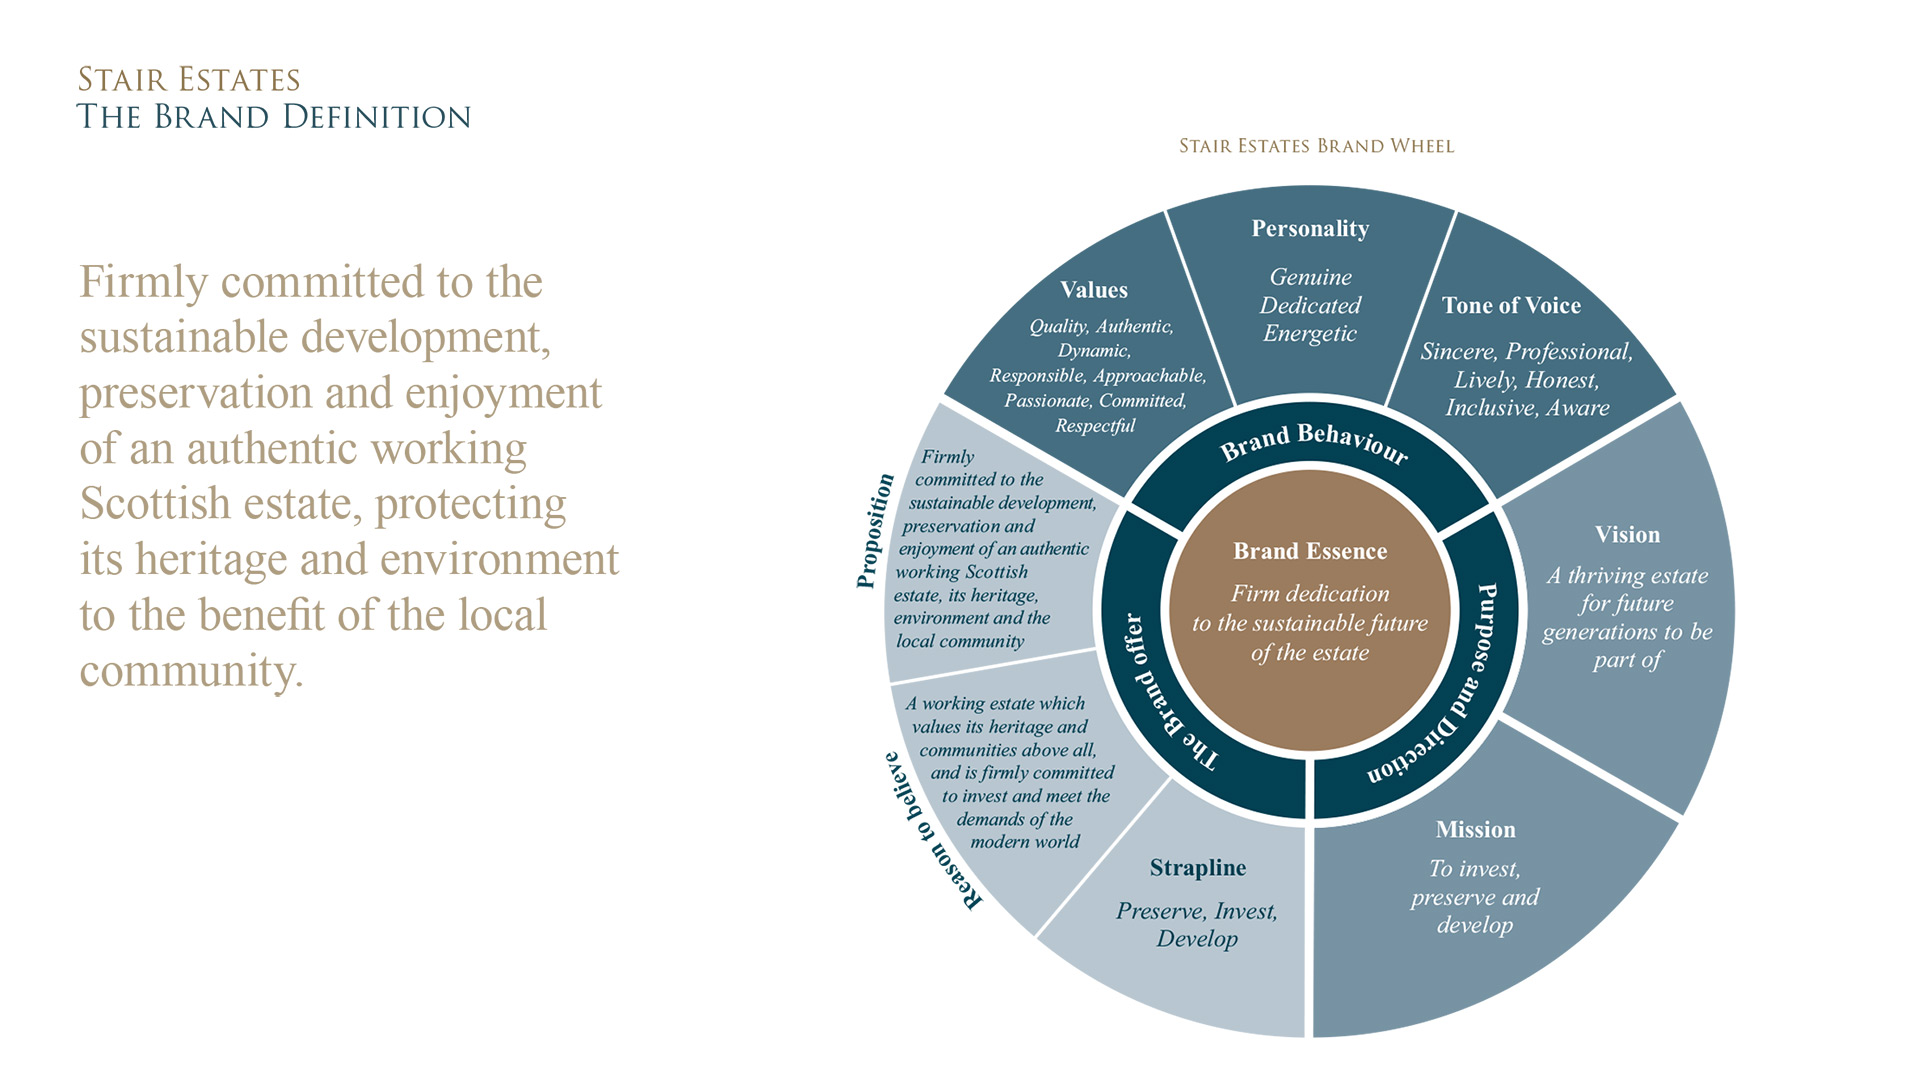 STAIR ESTATES
THE BRAND DEFINITION
Firmly committed to the
sustainable development,
preservation and enjoyment
of an authentic working
Scottish estate, protecting
its heritage and environment
to the benefit of the local
community.
STAIR ESTATES BRAND WHEEL
Personality
Genuine
Dedicated
Energetic
Values
Quality, Authentic,
Dynamic,
Responsible, Approachable,
Passionate, Committed,
Respectful
Tone of Voice
Sincere, Professional,
Lively, Honest,
Inclusive, Aware
Brand Behaviour
Proposition
Firmly
committed to the
sustainable development,
preservation and
enjoyment of an authentic
working Scottish
estate, its heritage,
environment and the
local community
Brand Essence
Firm dedication
to the sustainable future
of the estate
Vision
A thriving estate
for future
generations to be
part of
The Brand offer
Purpose and Direction
Reason to believe
A working estate which
values its heritage and
communities above all,
and is firmly committed
to invest and meet the
demands of the
modern world
Strapline
Preserve, Invest,
Develop
Mission
To invest,
preserve and
develop